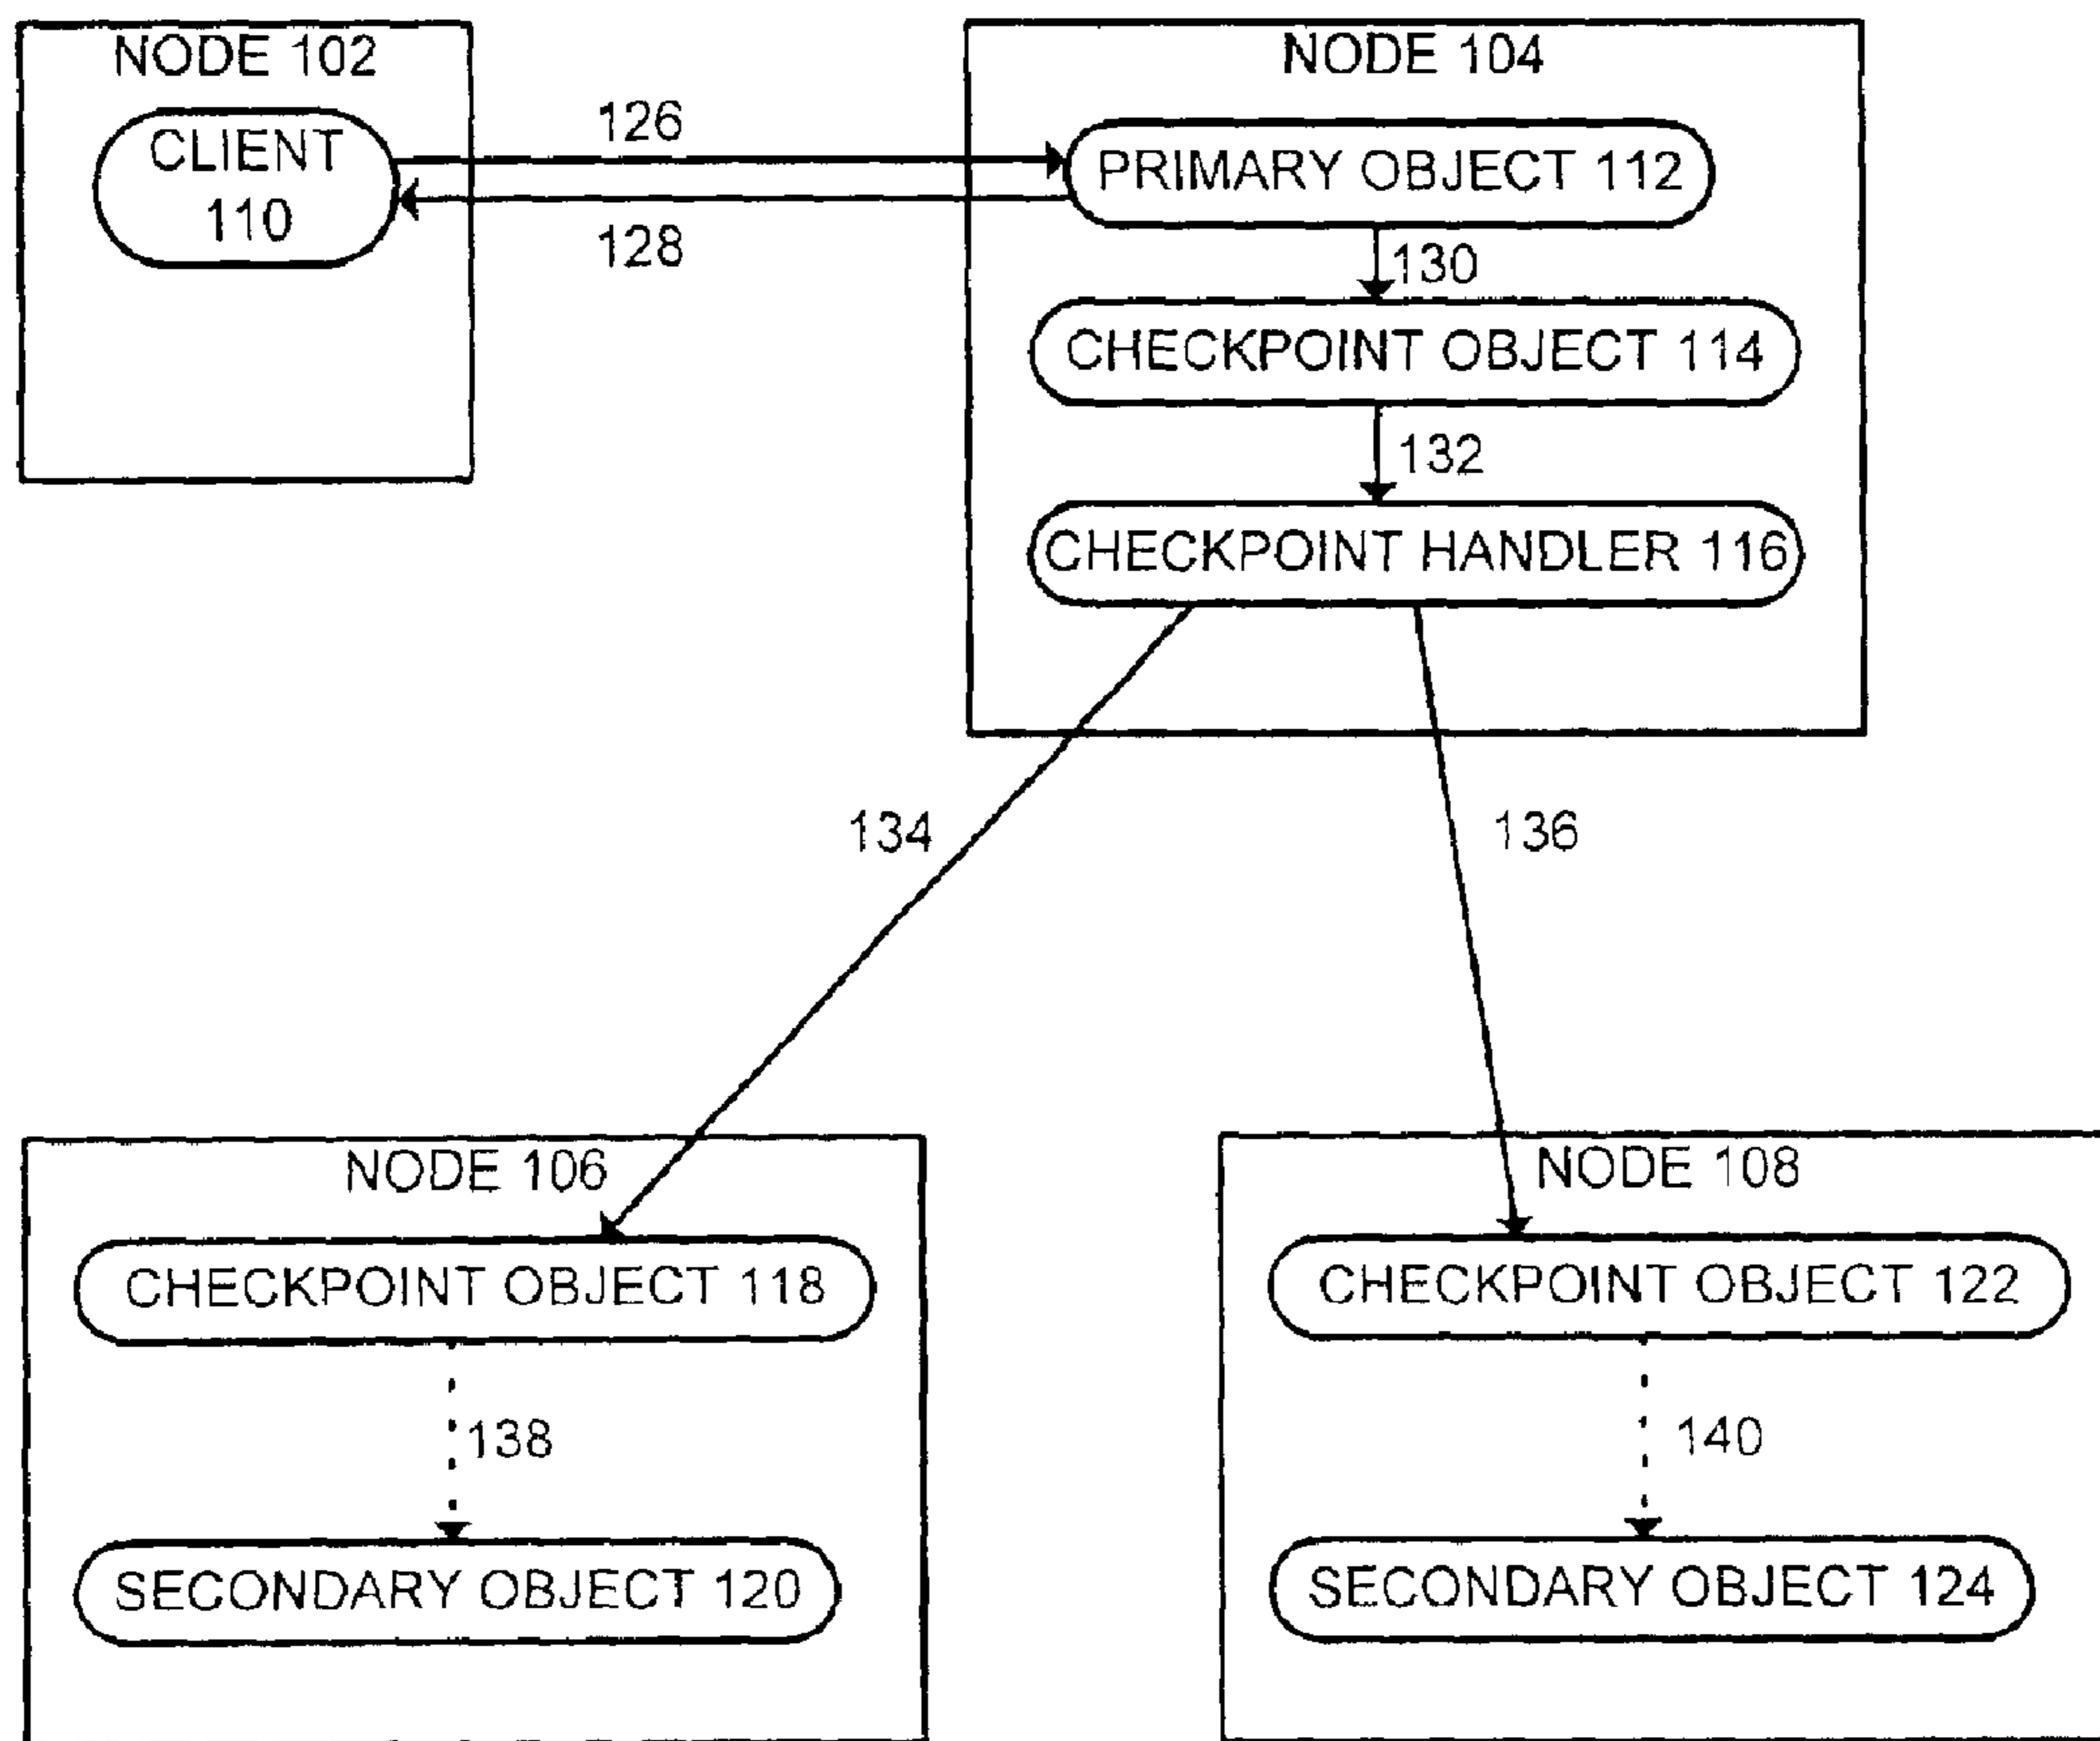 NODE 102
CLIENT
110
126
128
NODE 104
PRIMARY OBJECT 112
130
CHECKPOINT OBJECT 114
132
CHECKPOINT HANDLER 116
134
136
NODE 106
CHECKPOINT OBJECT 118
138
SECONDARY OBJECT 120
NODE 108
CHECKPOINT OBJECT 122
140
SECONDARY OBJECT 124